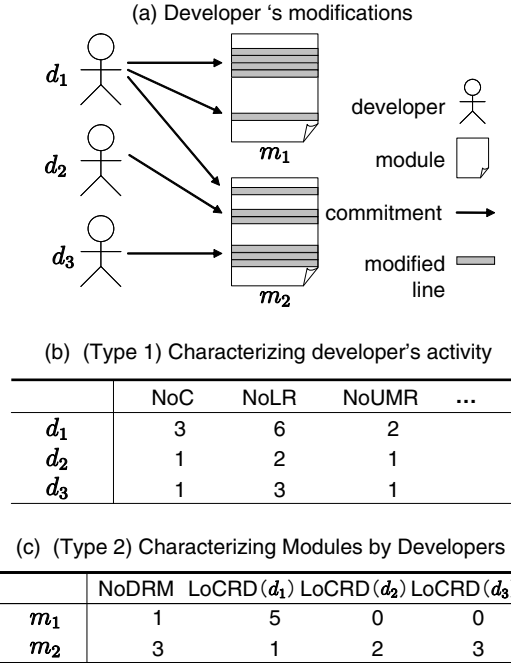 (a) Developer 's modifications
d1
d2
d3
m1
m2
developer
module
commitment
modified
line
(b) (Type 1) Characterizing developer's activity
NoC NoLR NoUMR ...
d1 3 6 2
d2 1 2 1
d3 1 3 1
(c) (Type 2) Characterizing Modules by Developers
NoDRM LoCRD(d1) LoCRD(d2) LoCRD(d3
m1 1 5 0 0
m2 3 1 2 3